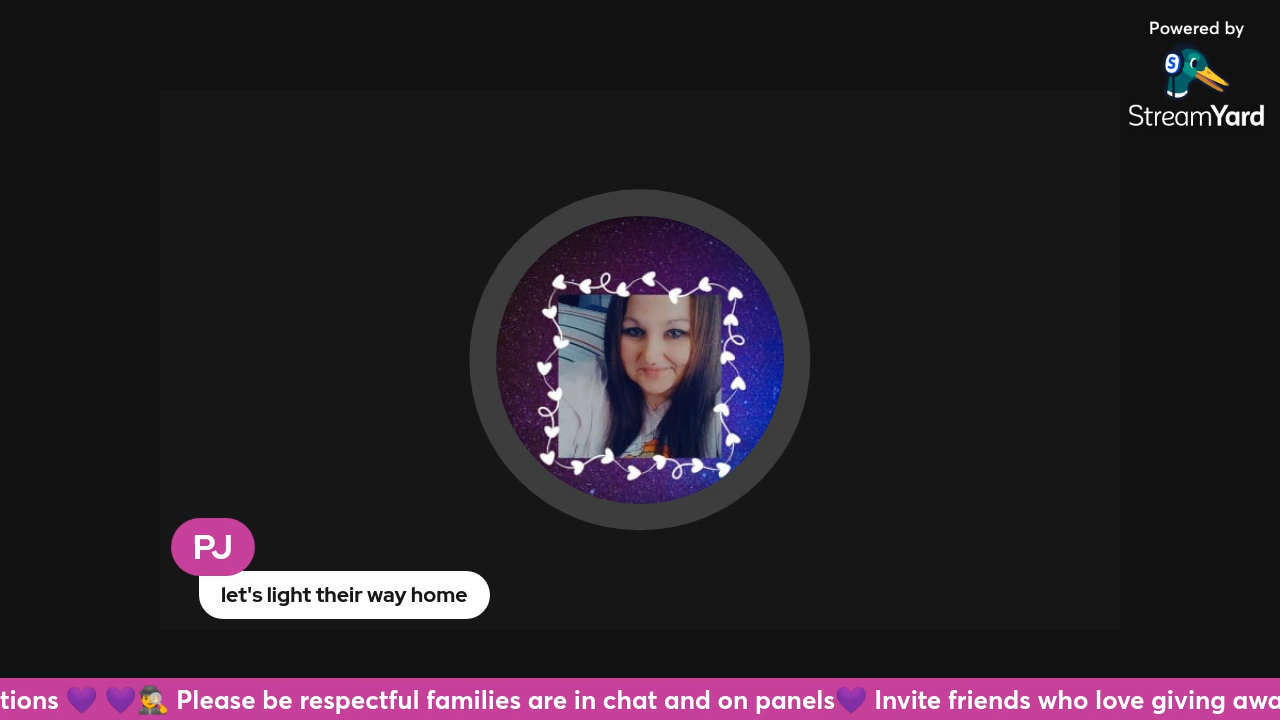 Powered by
S
StreamYard
PJ
let's light their way home
tions 💜 💜🕵️ Please be respectful families are in chat and on panels💜 Invite friends who love giving awa